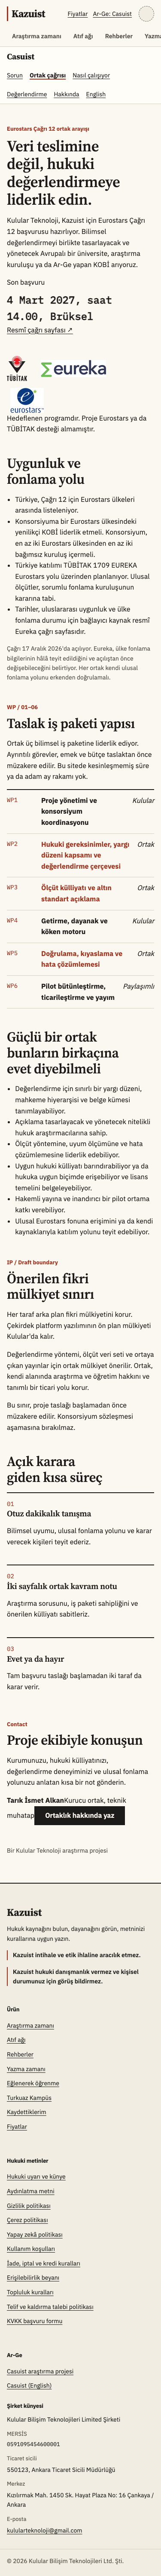 Kazuist
Fiyatlar Ar-Ge: Casuist
Araştırma zamanı Atıf ağı Rehberler Yazma
Casuist
Sorun Ortak çağrısı Nasıl çalışıyor
Değerlendirme Hakkında English
Eurostars Çağrı 12 ortak arayışı
Veri teslimine
değil, hukuki
değerlendirmeye
liderlik edin.
Kulular Teknoloji, Kazuist için Eurostars Çağrı
12 başvurusu hazırlıyor. Bilimsel
değerlendirmeyi birlikte tasarlayacak ve
yönetecek Avrupalı bir üniversite, araştırma
kuruluşu ya da Ar-Ge yapan KOBİ arıyoruz.
Son başvuru
4 Mart 2027, saat
14.00, Brüksel
Resmî çağrı sayfası ↗
TÜBİTAK
eureka
eurostars
Hedeflenen programdır. Proje Eurostars ya da
TÜBİTAK desteği almamıştır.
Uygunluk ve
fonlama yolu
• Türkiye, Çağrı 12 için Eurostars ülkeleri
arasında listeleniyor.
• Konsorsiyuma bir Eurostars ülkesindeki
yenilikçi KOBİ liderlik etmeli. Konsorsiyum,
en az iki Eurostars ülkesinden en az iki
bağımsız kuruluş içermeli.
• Türkiye katılımı TÜBİTAK 1709 EUREKA
Eurostars yolu üzerinden planlanıyor. Ulusal
ölçütler, sorumlu fonlama kuruluşunun
kararına tabi.
• Tarihler, uluslararası uygunluk ve ülke
fonlama durumu için bağlayıcı kaynak resmî
Eureka çağrı sayfasıdır.
Çağrı 17 Aralık 2026'da açılıyor. Eureka, ülke fonlama
bilgilerinin hâlâ teyit edildiğini ve açılıştan önce
değişebileceğini belirtiyor. Her ortak kendi ulusal
fonlama yolunu erkenden doğrulamalı.
WP / 01–06
Taslak iş paketi yapısı
Ortak üç bilimsel iş paketine liderlik ediyor.
Ayrıntılı görevler, emek ve bütçe taslaktan önce
müzakere edilir. Bu sitede kesinleşmemiş süre
ya da adam ay rakamı yok.
WP1 Proje yönetimi ve Kulular
konsorsiyum
koordinasyonu
WP2 Hukuki gereksinimler, yargı Ortak
düzeni kapsamı ve
değerlendirme çerçevesi
WP3 Ölçüt külliyatı ve altın Ortak
standart açıklama
WP4 Getirme, dayanak ve Kulular
köken motoru
WP5 Doğrulama, kıyaslama ve Ortak
hata çözümlemesi
WP6 Pilot bütünleştirme, Paylaşımlı
ticarileştirme ve yayım
Güçlü bir ortak
bunların birkaçına
evet diyebilmeli
• Değerlendirme için sınırlı bir yargı düzeni,
mahkeme hiyerarşisi ve belge kümesi
tanımlayabiliyor.
• Açıklama tasarlayacak ve yönetecek nitelikli
hukuk araştırmacılarına sahip.
• Ölçüt yöntemine, uyum ölçümüne ve hata
çözümlemesine liderlik edebiliyor.
• Uygun hukuki külliyatı barındırabiliyor ya da
hukuka uygun biçimde erişebiliyor ve lisans
temelini belgeleyebiliyor.
• Hakemli yayına ve inandırıcı bir pilot ortama
katkı verebiliyor.
• Ulusal Eurostars fonuna erişimini ya da kendi
kaynaklarıyla katılım yolunu teyit edebiliyor.
IP / Draft boundary
Önerilen fikri
mülkiyet sınırı
Her taraf arka plan fikri mülkiyetini korur.
Çekirdek platform yazılımının ön plan mülkiyeti
Kulular'da kalır.
Değerlendirme yöntemi, ölçüt veri seti ve ortaya
çıkan yayınlar için ortak mülkiyet önerilir. Ortak,
kendi alanında araştırma ve öğretim hakkını ve
tanımlı bir ticari yolu korur.
Bu sınır, proje taslağı başlamadan önce
müzakere edilir. Konsorsiyum sözleşmesi
aşamasına bırakılmaz.
Açık karara
giden kısa süreç
01
Otuz dakikalık tanışma
Bilimsel uyumu, ulusal fonlama yolunu ve karar
verecek kişileri teyit ederiz.
02
İki sayfalık ortak kavram notu
Araştırma sorusunu, iş paketi sahipliğini ve
önerilen külliyatı sabitleriz.
03
Evet ya da hayır
Tam başvuru taslağı başlamadan iki taraf da
karar verir.
Contact
Proje ekibiyle konuşun
Kurumunuzu, hukuki külliyatınızı,
değerlendirme deneyiminizi ve ulusal fonlama
yolunuzu anlatan kısa bir not gönderin.
Tarık İsmet AlkanKurucu ortak, teknik
muhatap Ortaklık hakkında yaz
Bir Kulular Teknoloji araştırma projesi
Kazuist
Hukuk kaynağını bulun, dayanağını görün, metninizi
kurallarına uygun yazın.
Kazuist intihale ve etik ihlaline aracılık etmez.
Kazuist hukuki danışmanlık vermez ve kişisel
durumunuz için görüş bildirmez.
Ürün
Araştırma zamanı
Atıf ağı
Rehberler
Yazma zamanı
Eğlenerek öğrenme
Turkuaz Kampüs
Kaydettiklerim
Fiyatlar
Hukuki metinler
Hukuki uyarı ve künye
Aydınlatma metni
Gizlilik politikası
Çerez politikası
Yapay zekâ politikası
Kullanım koşulları
İade, iptal ve kredi kuralları
Erişilebilirlik beyanı
Topluluk kuralları
Telif ve kaldırma talebi politikası
KVKK başvuru formu
Ar-Ge
Casuist araştırma projesi
Casuist (English)
Şirket künyesi
Kulular Bilişim Teknolojileri Limited Şirketi
MERSİS
0591095454600001
Ticaret sicili
550123, Ankara Ticaret Sicili Müdürlüğü
Merkez
Kızılırmak Mah. 1450 Sk. Hayat Plaza No: 16 Çankaya /
Ankara
E-posta
kulularteknoloji@gmail.com
© 2026 Kulular Bilişim Teknolojileri Ltd. Şti.